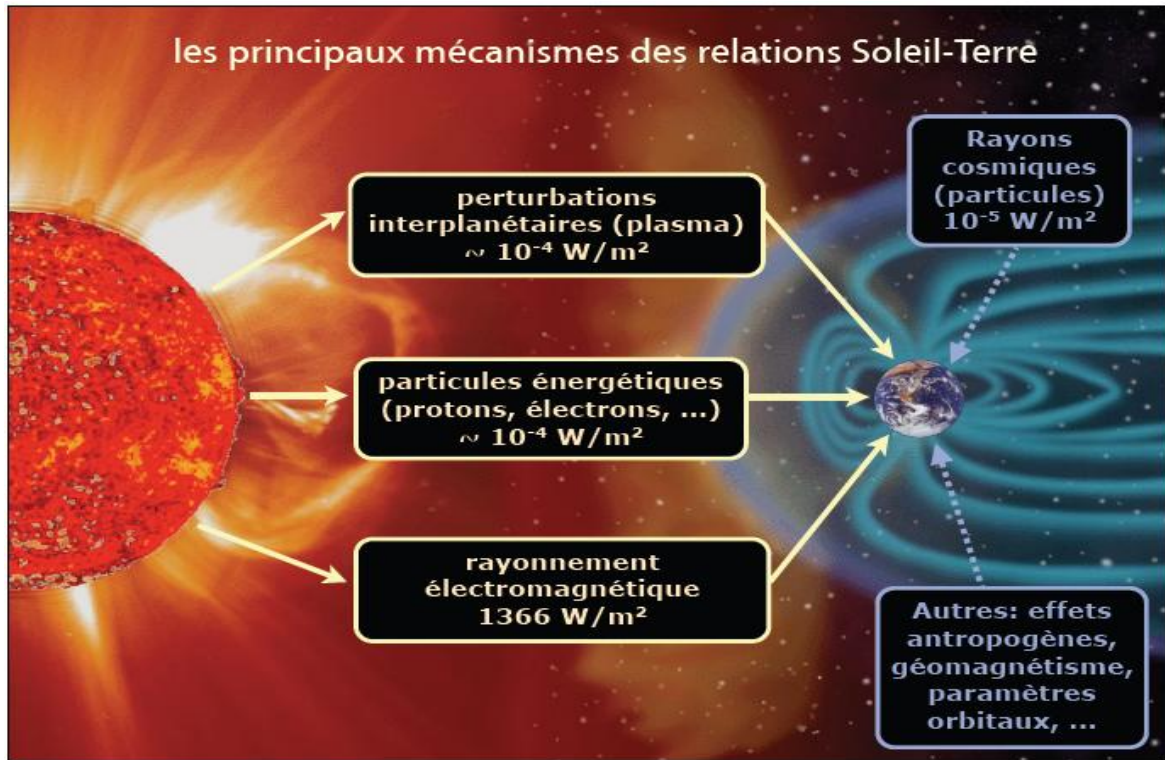 les principaux mécanismes des relations Soleil-Terre
Rayons
cosmiques
(particules)
10⁻⁵ W/m²
perturbations
interplanétaires (plasma)
~ 10⁻⁴ W/m²
particules énergétiques
(protons, électrons, ...)
~ 10⁻⁴ W/m²
rayonnement
électromagnétique
1366 W/m²
Autres: effets
antropogènes,
géomagnétisme,
paramètres
orbitaux, ...